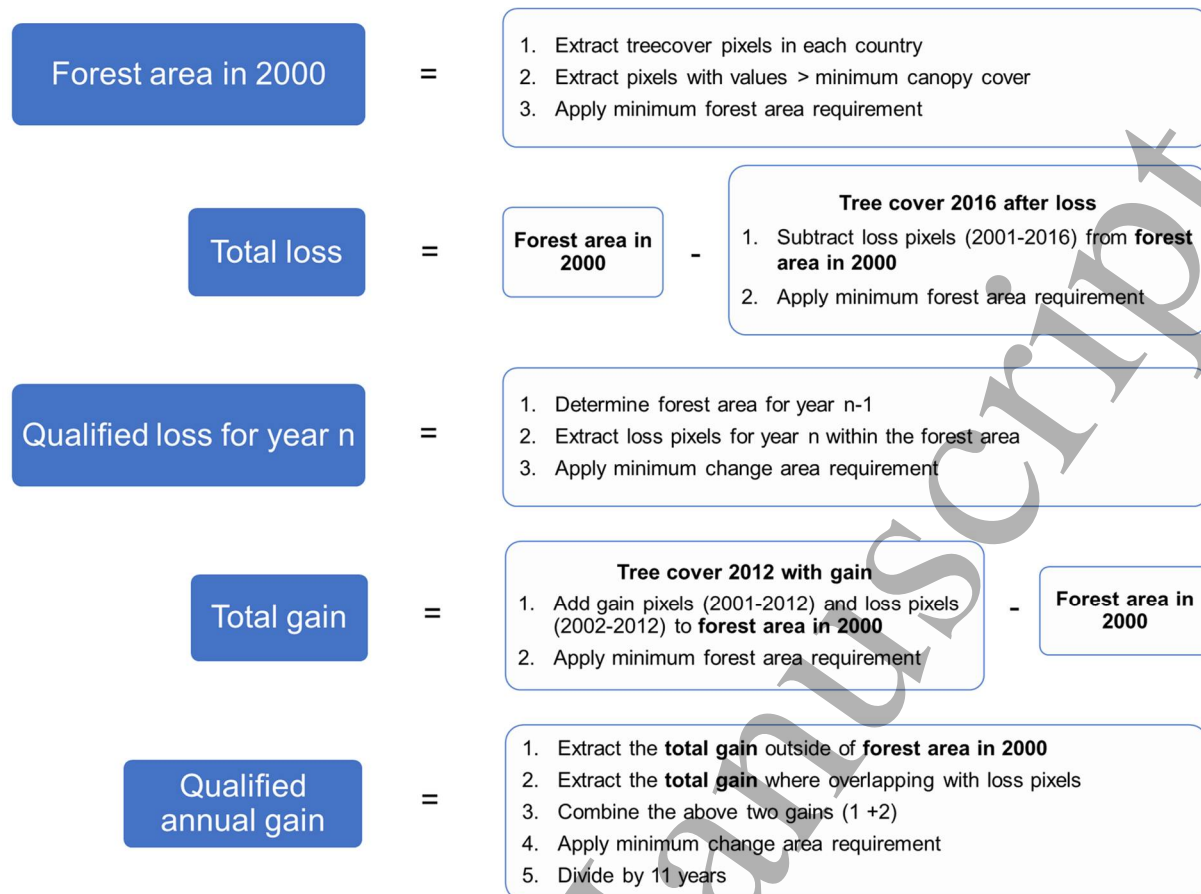 Forest area in 2000
=
1. Extract treecover pixels in each country
2. Extract pixels with values > minimum canopy cover
3. Apply minimum forest area requirement
Total loss
=
Forest area in
2000
-
Tree cover 2016 after loss
1. Subtract loss pixels (2001-2016) from forest
area in 2000
2. Apply minimum forest area requirement
Qualified loss for year n
=
1. Determine forest area for year n-1
2. Extract loss pixels for year n within the forest area
3. Apply minimum change area requirement
Total gain
=
Tree cover 2012 with gain
1. Add gain pixels (2001-2012) and loss pixels
(2002-2012) to forest area in 2000
2. Apply minimum forest area requirement
-
Forest area in
2000
Qualified
annual gain
=
1. Extract the total gain outside of forest area in 2000
2. Extract the total gain where overlapping with loss pixels
3. Combine the above two gains (1 +2)
4. Apply minimum change area requirement
5. Divide by 11 years
Manuscript